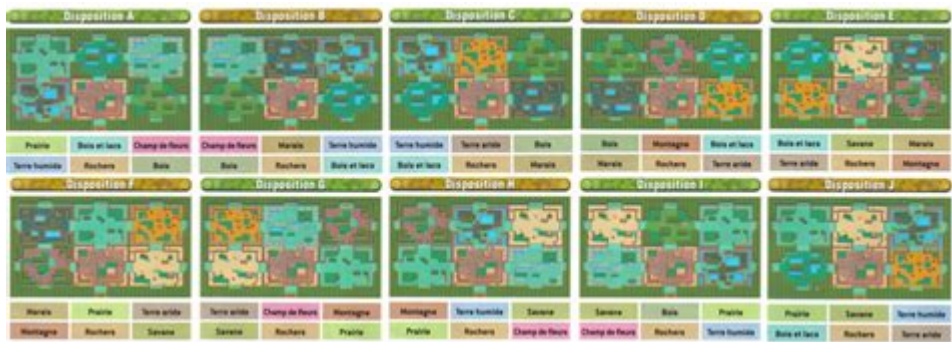 Disposition A
Disposition B
Disposition C
Disposition D
Disposition E
Prairie Bois et lacs Champ de fleurs
Champ de fleurs Marais Terre humide
Terre humide Terre aride Bois
Bois Montagne Bois et lacs
Bois et lacs Savane Marais
Terre humide Rochers Bois
Bois Rochers Bois et lacs
Bois et lacs Rochers Marais
Marais Rochers Terre aride
Terre aride Rochers Montagne
Disposition F
Disposition G
Disposition H
Disposition I
Disposition J
Marais Prairie Terre aride
Terre aride Champ de fleurs Montagne
Montagne Terre humide Savane
Savane Bois Prairie
Prairie Savane Terre humide
Montagne Rochers Savane
Savane Rochers Prairie
Prairie Rochers Champ de fleurs
Champ de fleurs Rochers Terre humide
Bois et lacs Rochers Terre aride